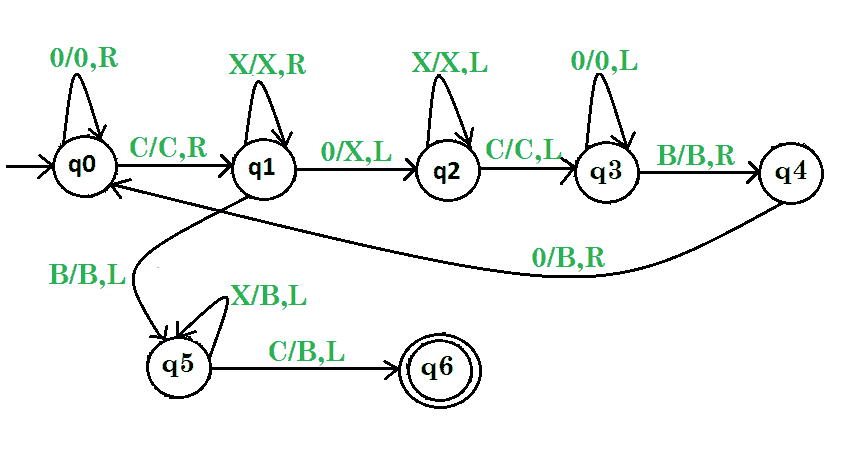 0/0,R
X/X,R
X/X,L
0/0,L
q0
C/C,R
q1
0/X,L
q2
C/C,L
q3
B/B,R
q4
0/B,R
B/B,L
X/B,L
q5
C/B,L
q6